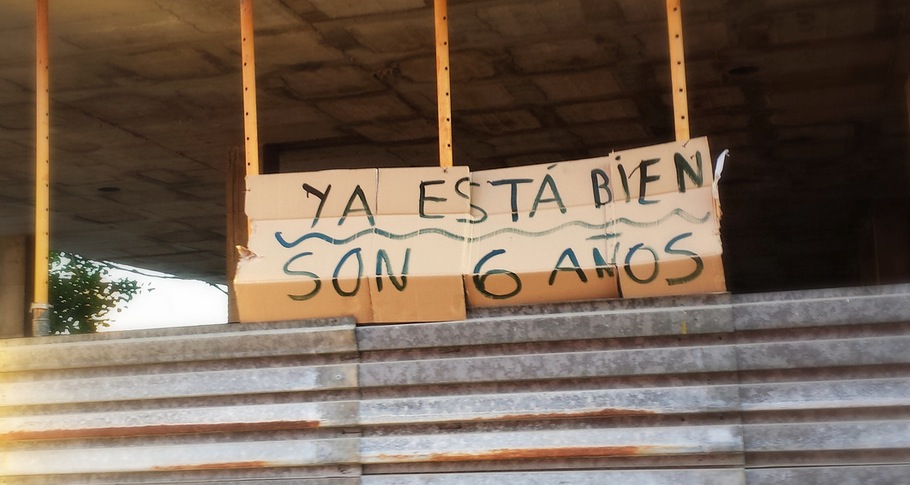 YA ESTÁ BIEN
SON 6 AÑOS